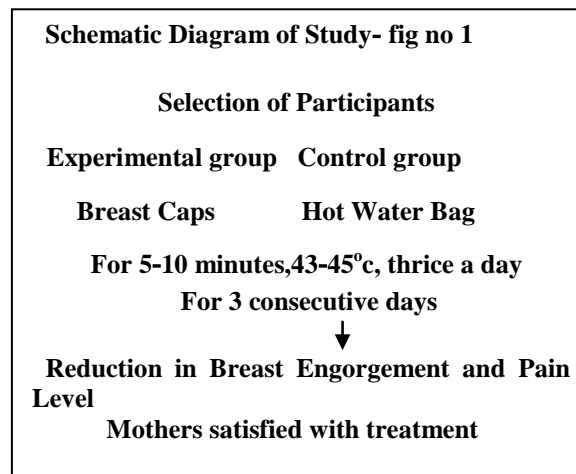 Schematic Diagram of Study- fig no 1
Selection of Participants
Experimental group Control group
Breast Caps Hot Water Bag
For 5-10 minutes,43-45°c, thrice a day
For 3 consecutive days
Reduction in Breast Engorgement and Pain
Level
Mothers satisfied with treatment